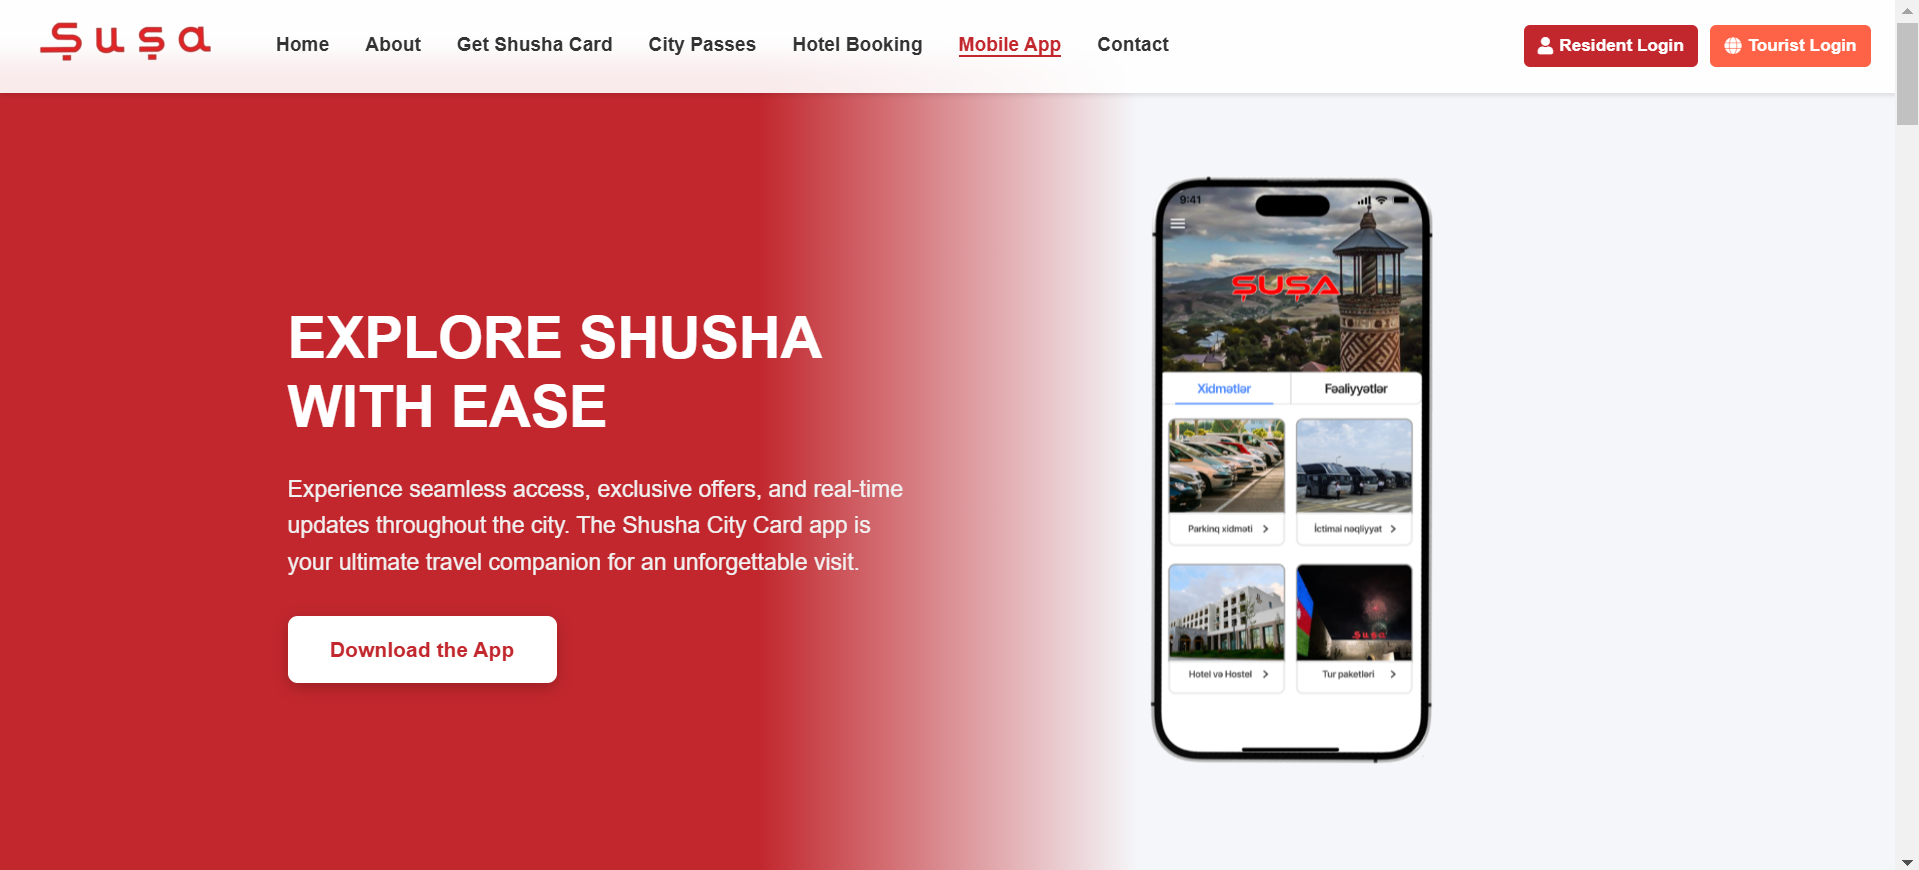 Şuşa
Home
About
Get Shusha Card
City Passes
Hotel Booking
Mobile App
Contact
Resident Login
Tourist Login
EXPLORE SHUSHA
WITH EASE
Experience seamless access, exclusive offers, and real-time
updates throughout the city. The Shusha City Card app is
your ultimate travel companion for an unforgettable visit.
Download the App
9:41
ŞUŞA
Xidmətlər
Fəaliyyətlər
Parkinq xidməti
İctimai nəqliyyat
Hotel və Hostel
Şuşa
Tur paketləri